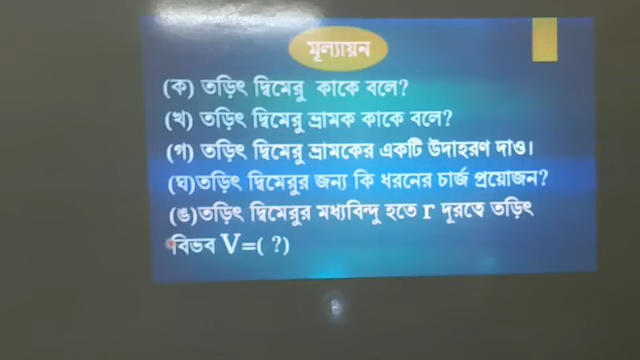 মূল্যায়ন
(ক) তড়িৎ দ্বিমেরু কাকে বলে?
(খ) তড়িৎ দ্বিমেরু ভ্রামক কাকে বলে?
(গ) তড়িৎ দ্বিমেরু ভ্রামকের একটি উদাহরণ দাও।
(ঘ)তড়িৎ দ্বিমেরুর জন্য কি ধরনের চার্জ প্রয়োজন?
(ঙ)তড়িৎ দ্বিমেরুর মধ্যবিন্দু হতে r দূরত্বে তড়িৎ
বিভব V=( ?)